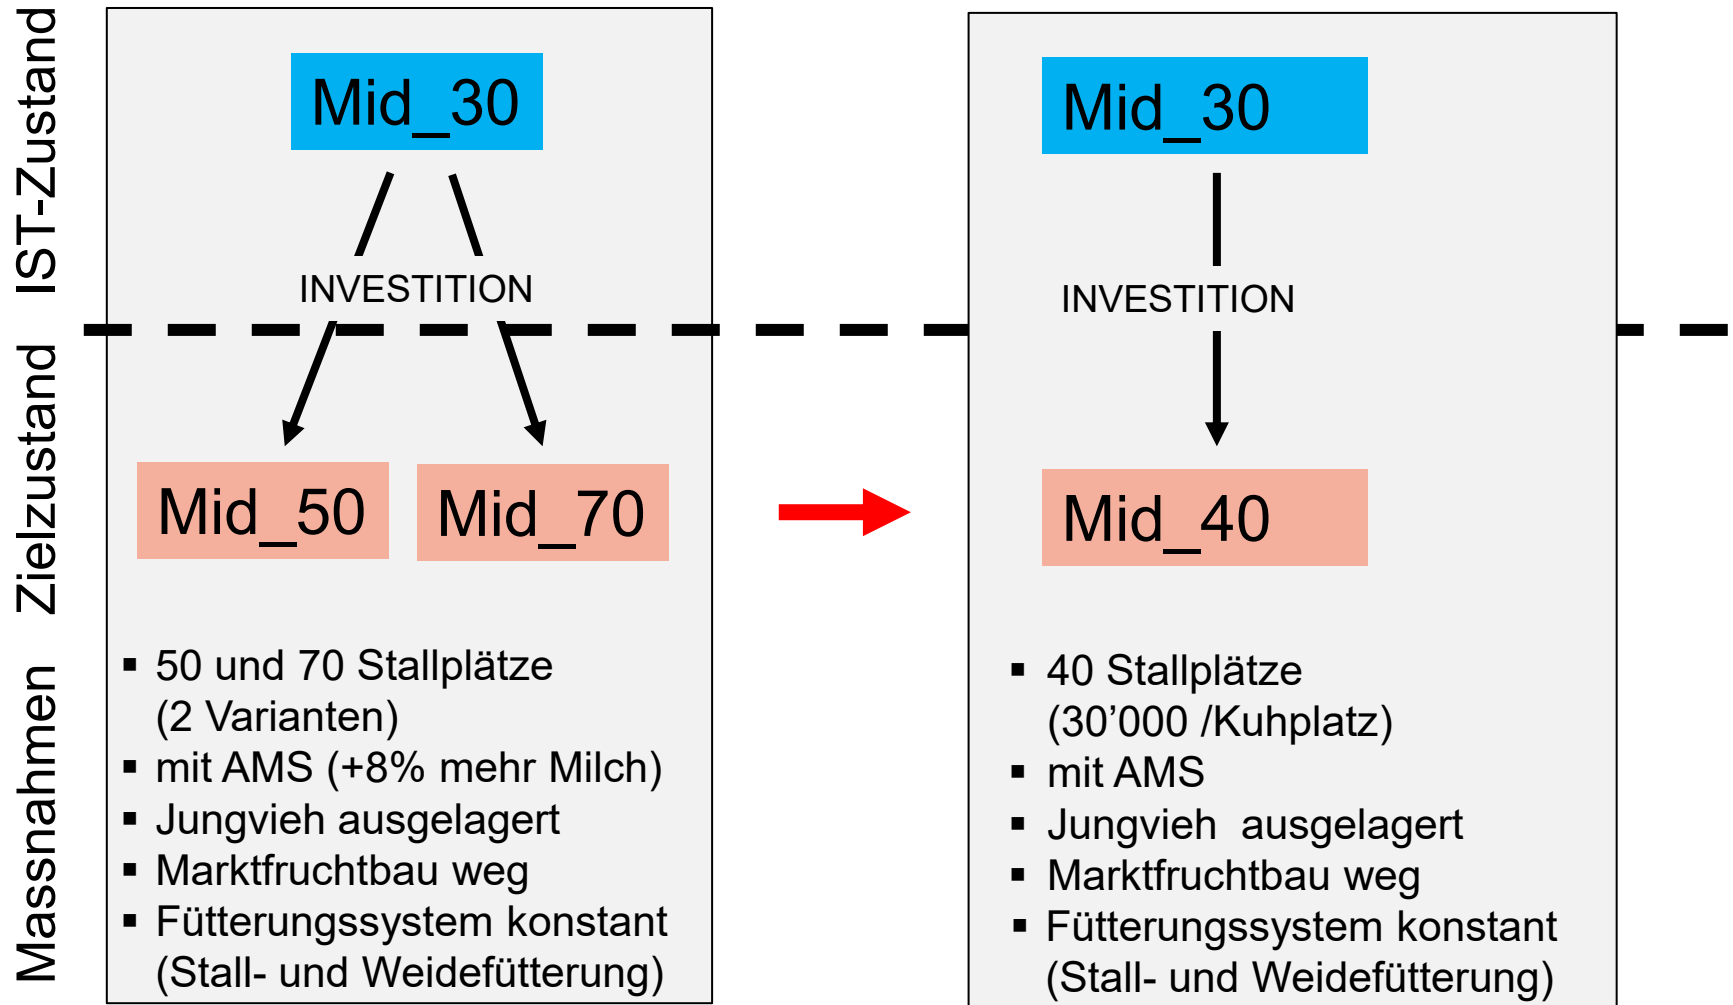 IST-Zustand
Zielzustand
Massnahmen
Mid_30
INVESTITION
Mid_50
Mid_70
▪ 50 und 70 Stallplätze
(2 Varianten)
▪ mit AMS (+8% mehr Milch)
▪ Jungvieh ausgelagert
▪ Marktfruchtbau weg
▪ Fütterungssystem konstant
(Stall- und Weidefütterung)
Mid_30
INVESTITION
Mid_40
▪ 40 Stallplätze
(30’000 /Kuhplatz)
▪ mit AMS
▪ Jungvieh ausgelagert
▪ Marktfruchtbau weg
▪ Fütterungssystem konstant
(Stall- und Weidefütterung)